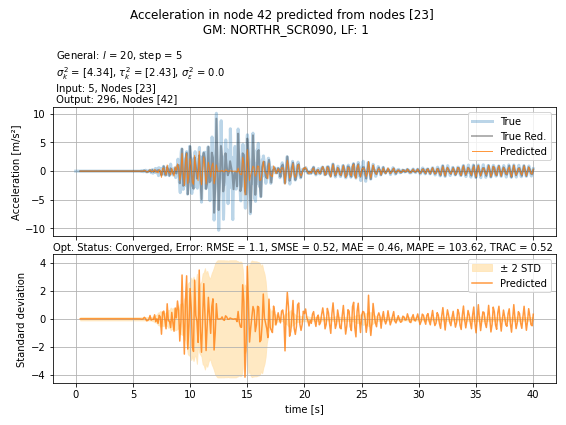 Acceleration in node 42 predicted from nodes [23]
GM: NORTHR_SCR090, LF: 1
General: l = 20, step = 5
σ²ₖ = [4.34], τ²ₖ = [2.43], σ²ε = 0.0
Input: 5, Nodes [23]
Output: 296, Nodes [42]
Acceleration [m/s²]
10
5
0
−5
−10
True
True Red.
Predicted
Opt. Status: Converged, Error: RMSE = 1.1, SMSE = 0.52, MAE = 0.46, MAPE = 103.62, TRAC = 0.52
Standard deviation
4
2
0
−2
−4
± 2 STD
Predicted
0 5 10 15 20 25 30 35 40
time [s]